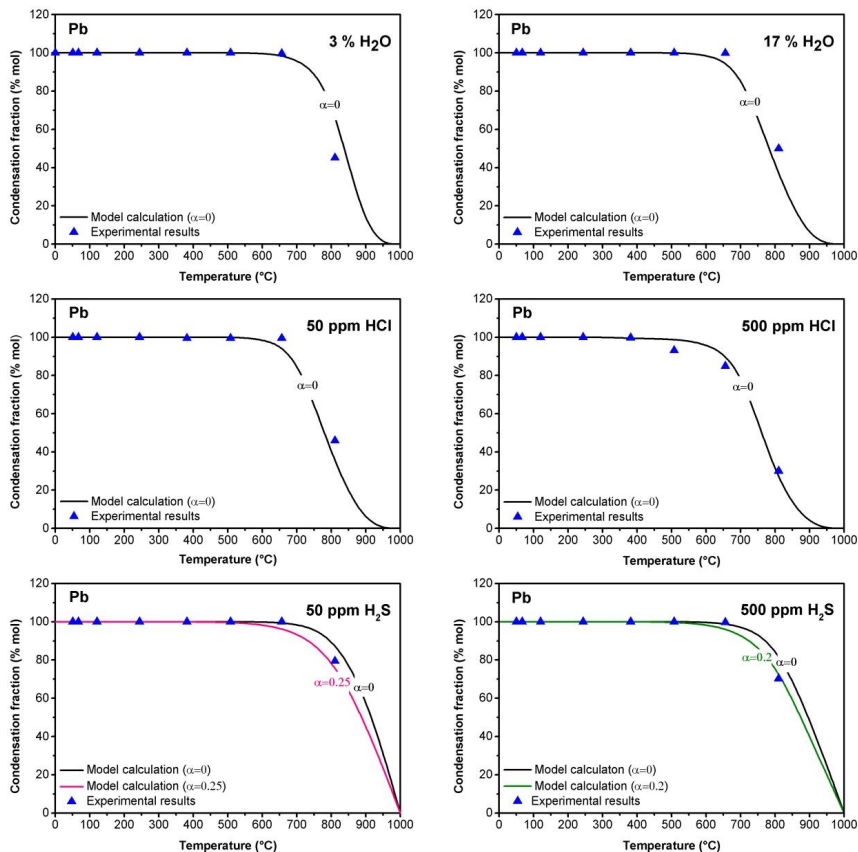 Pb
3 % H₂O
α=0
Model calculation (α=0)
Experimental results
Condensation fraction (% mol)
120
100
80
60
40
20
0
0 100 200 300 400 500 600 700 800 900 1000
Temperature (°C)
Pb
17 % H₂O
α=0
Model calculation (α=0)
Experimental results
Condensation fraction (% mol)
120
100
80
60
40
20
0
0 100 200 300 400 500 600 700 800 900 1000
Temperature (°C)
Pb
50 ppm HCl
α=0
Model calculation (α=0)
Experimental results
Condensation fraction (% mol)
120
100
80
60
40
20
0
0 100 200 300 400 500 600 700 800 900 1000
Temperature (°C)
Pb
500 ppm HCl
α=0
Model calculation (α=0)
Experimental results
Condensation fraction (% mol)
120
100
80
60
40
20
0
0 100 200 300 400 500 600 700 800 900 1000
Temperature (°C)
Pb
50 ppm H₂S
α=0.25
α=0
Model calculation (α=0)
Model calculation (α=0.25)
Experimental results
Condensation fraction (% mol)
120
100
80
60
40
20
0
0 100 200 300 400 500 600 700 800 900 1000
Temperature (°C)
Pb
500 ppm H₂S
α=0.2
α=0
Model calculation (α=0)
Model calculation (α=0.2)
Experimental results
Condensation fraction (% mol)
120
100
80
60
40
20
0
0 100 200 300 400 500 600 700 800 900 1000
Temperature (°C)